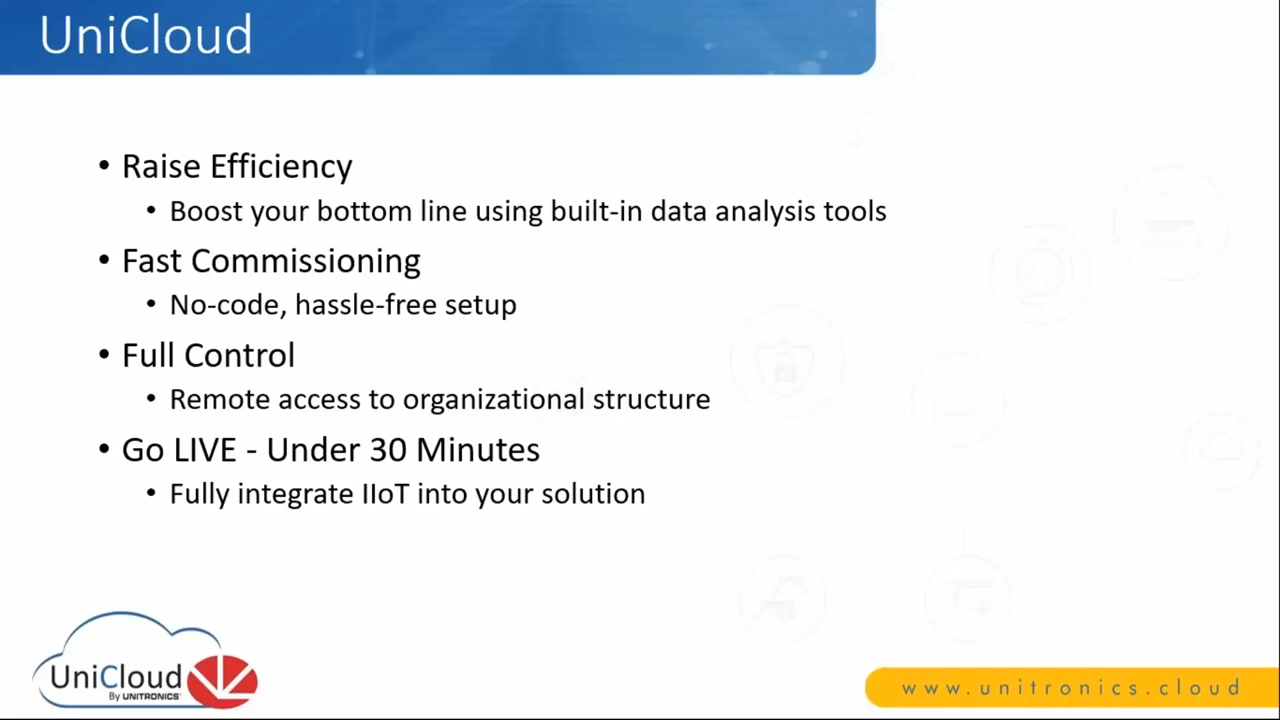 UniCloud
• Raise Efficiency
• Boost your bottom line using built-in data analysis tools
• Fast Commissioning
• No-code, hassle-free setup
• Full Control
• Remote access to organizational structure
• Go LIVE - Under 30 Minutes
• Fully integrate IIoT into your solution
UniCloud
By UNITRONICS
www.unitronics.cloud